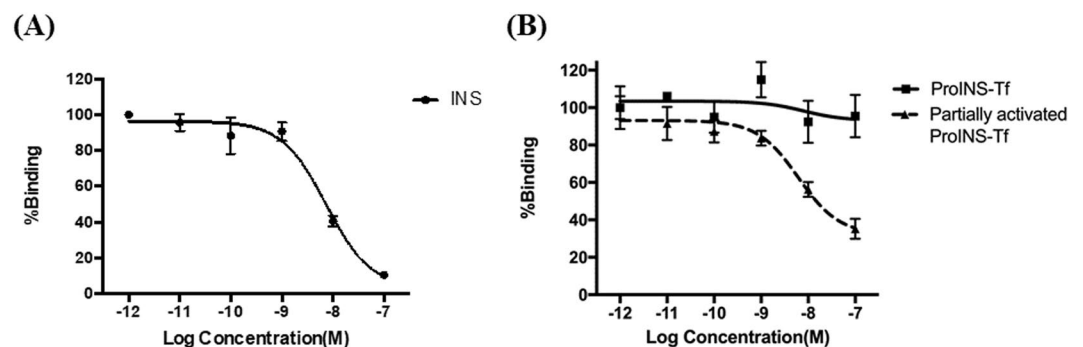 (A)
120
100
80
60
40
20
0
%Binding
-12 -11 -10 -9 -8 -7
Log Concentration(M)
INS
(B)
120
100
80
60
40
20
0
%Binding
-12 -11 -10 -9 -8 -7
Log Concentration(M)
ProINS-Tf
Partially activated
ProINS-Tf